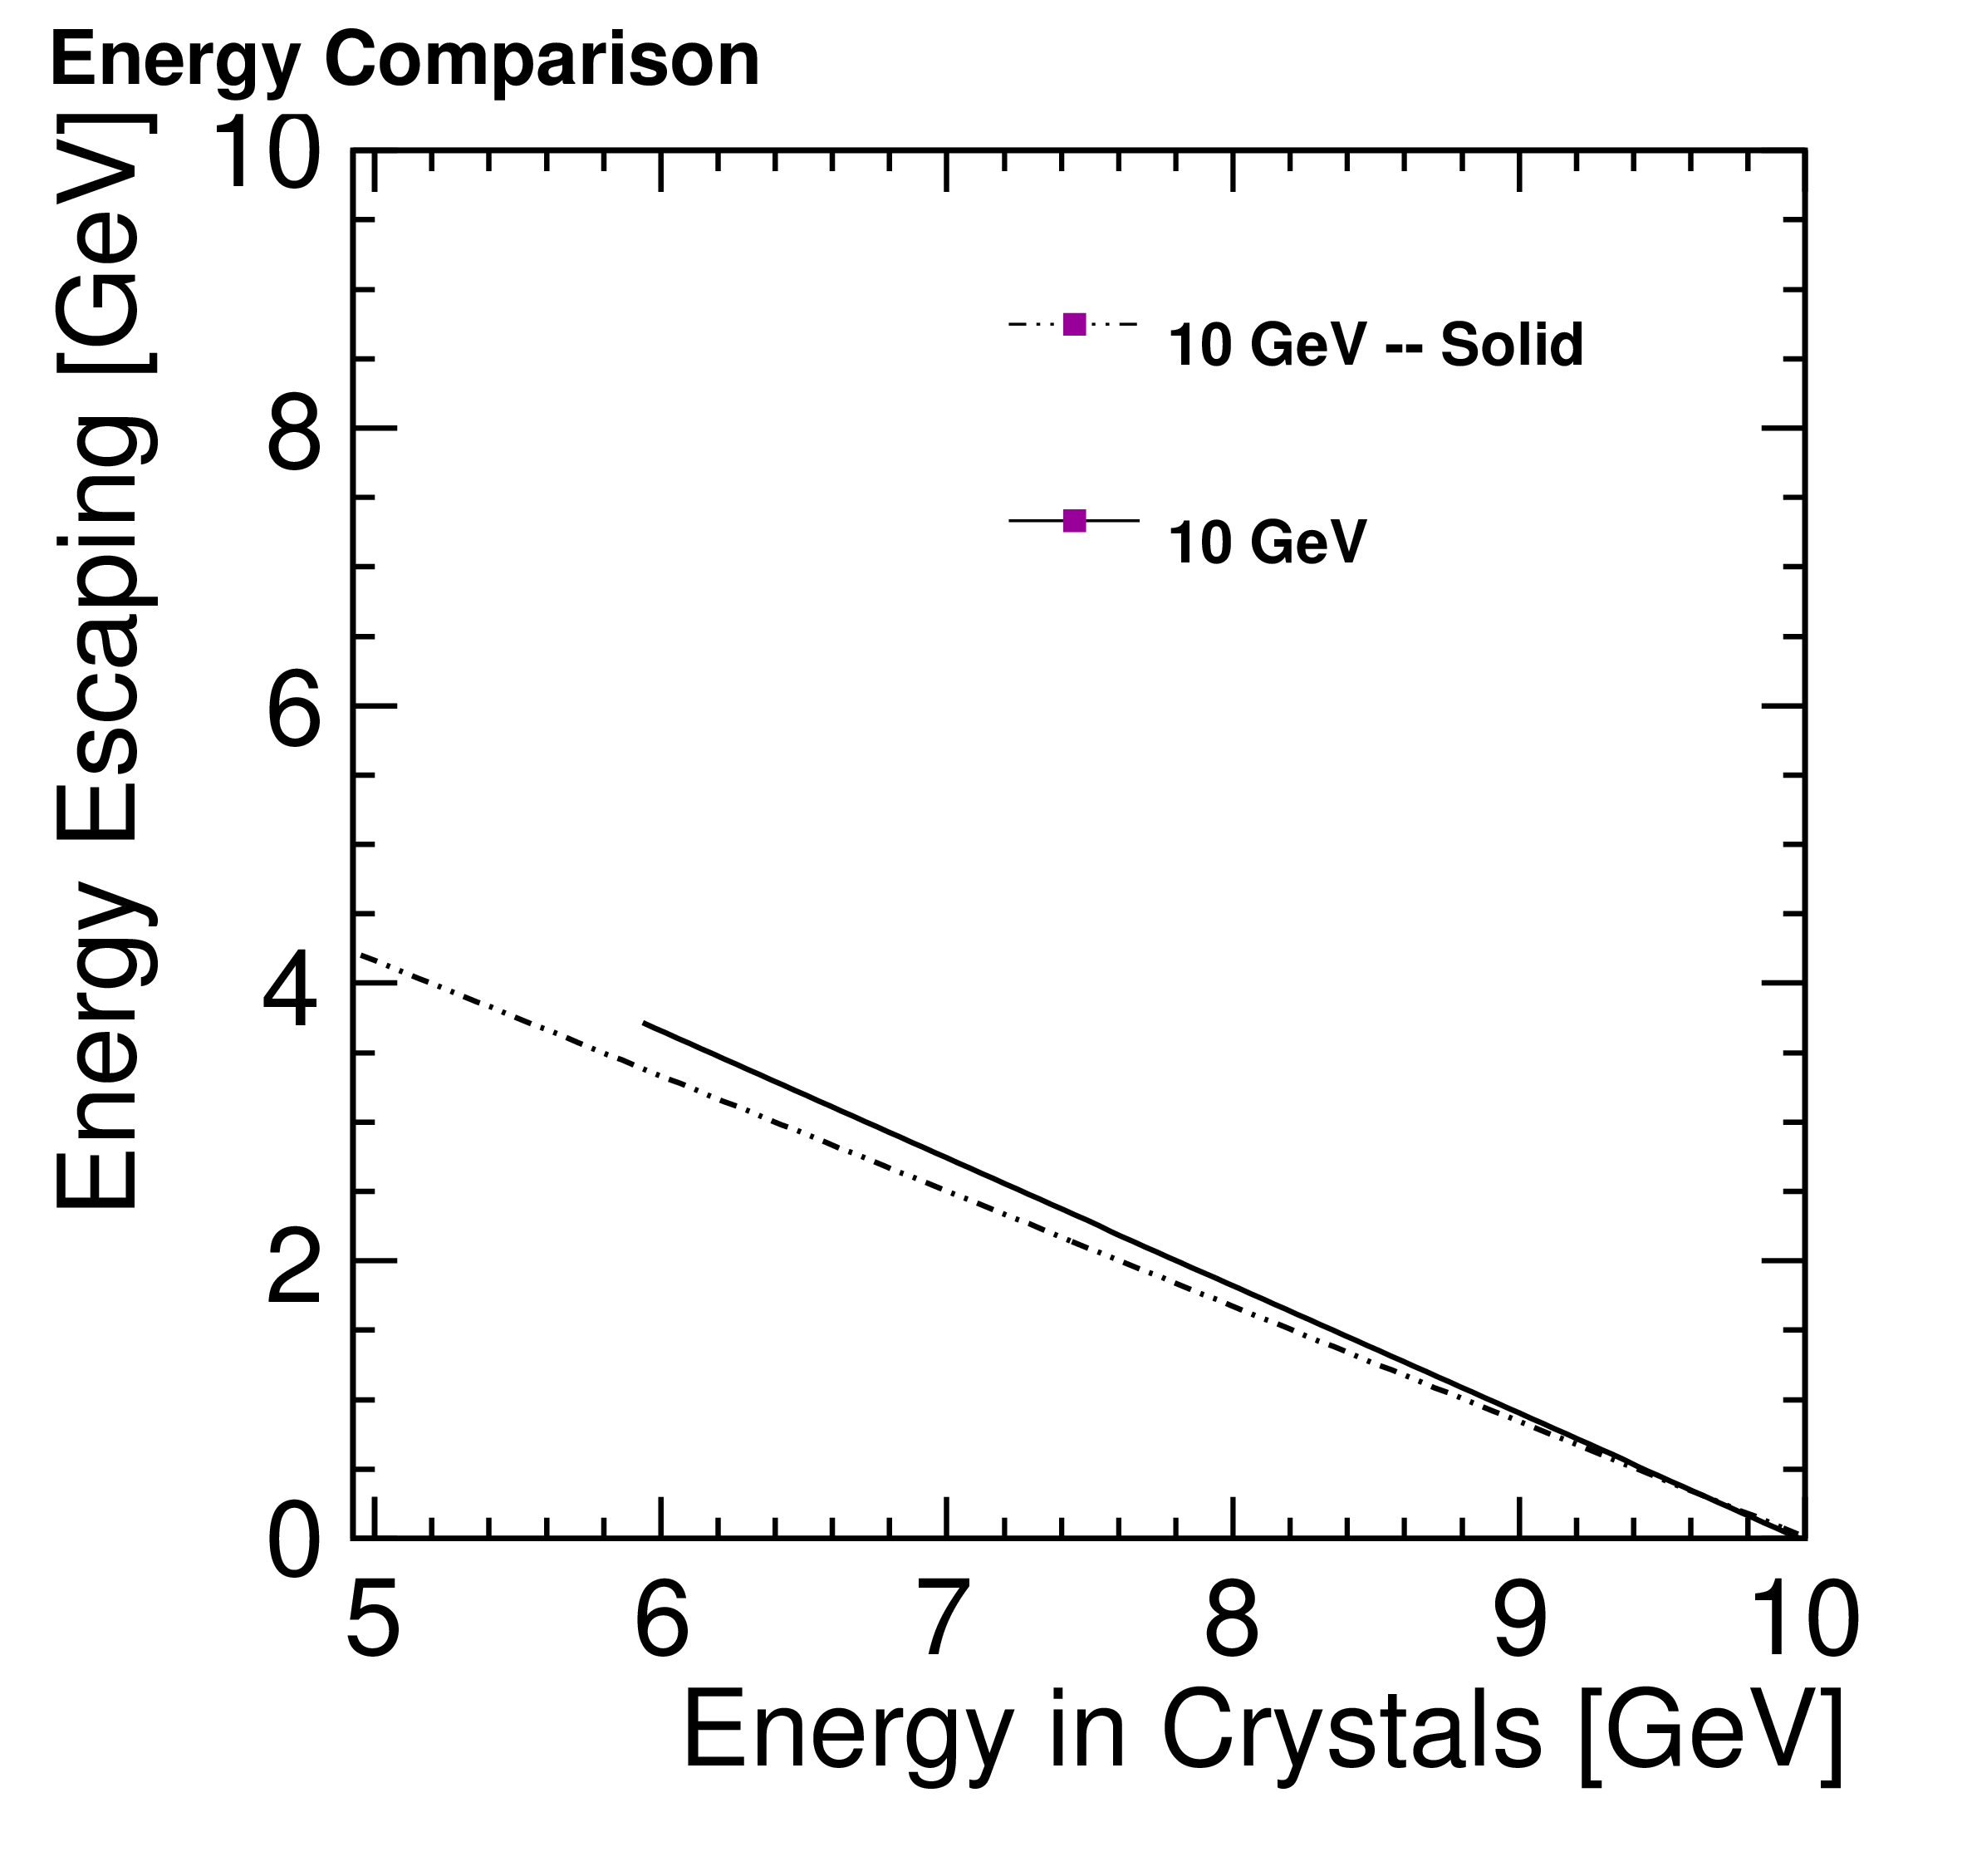 Energy Comparison
Energy Escaping [GeV]
10
8
6
4
2
0
10 GeV -- Solid
10 GeV
5 6 7 8 9 10
Energy in Crystals [GeV]